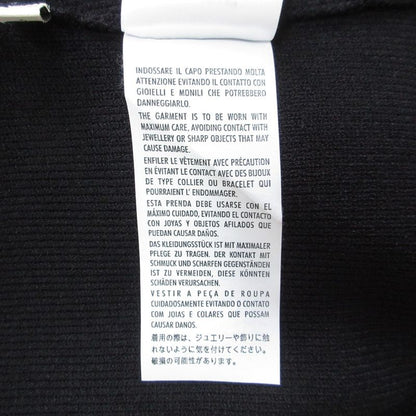 INDOSSARE IL CAPO PRESTANDO MOLTA
ATTENZIONE EVITANDO IL CONTATTO CON
GIOIELLI E MONILI CHE POTREBBERO
DANNEGGIARLO.
THE GARMENT IS TO BE WORN WITH
MAXIMUM CARE, AVOIDING CONTACT WITH
JEWELLERY OR SHARP OBJECTS THAT MAY
CAUSE DAMAGE.
ENFILER LE VÊTEMENT AVEC PRÉCAUTION
EN ÉVITANT LE CONTACT AVEC DES BIJOUX
DE TYPE COLLIER OU BRACELET QUI
POURRAIENT L' ENDOMMAGER.
ESTA PRENDA DEBE USARSE CON EL
MÁXIMO CUIDADO, EVITANDO EL CONTACTO
CON JOYAS Y OBJETOS AFILADOS QUE
PUEDAN CAUSAR DAÑOS.
DAS KLEIDUNGSSTÜCK IST MIT MAXIMALER
PFLEGE ZU TRAGEN. DER KONTAKT MIT
SCHMUCK UND SCHARFEN GEGENSTÄNDEN
IST ZU VERMEIDEN, DIESE KÖNNTEN
SCHÄDEN VERURSACHEN.
VESTIR A PEÇA DE ROUPA
CUIDADOSAMENTE EVITANDO O CONTATO
COM JOIAS E COLARES QUE POSSAM
CAUSAR DANOS.
着用の際は、ジュエリーや飾りに触
れないように気を付けてください。
破損の可能性があります。